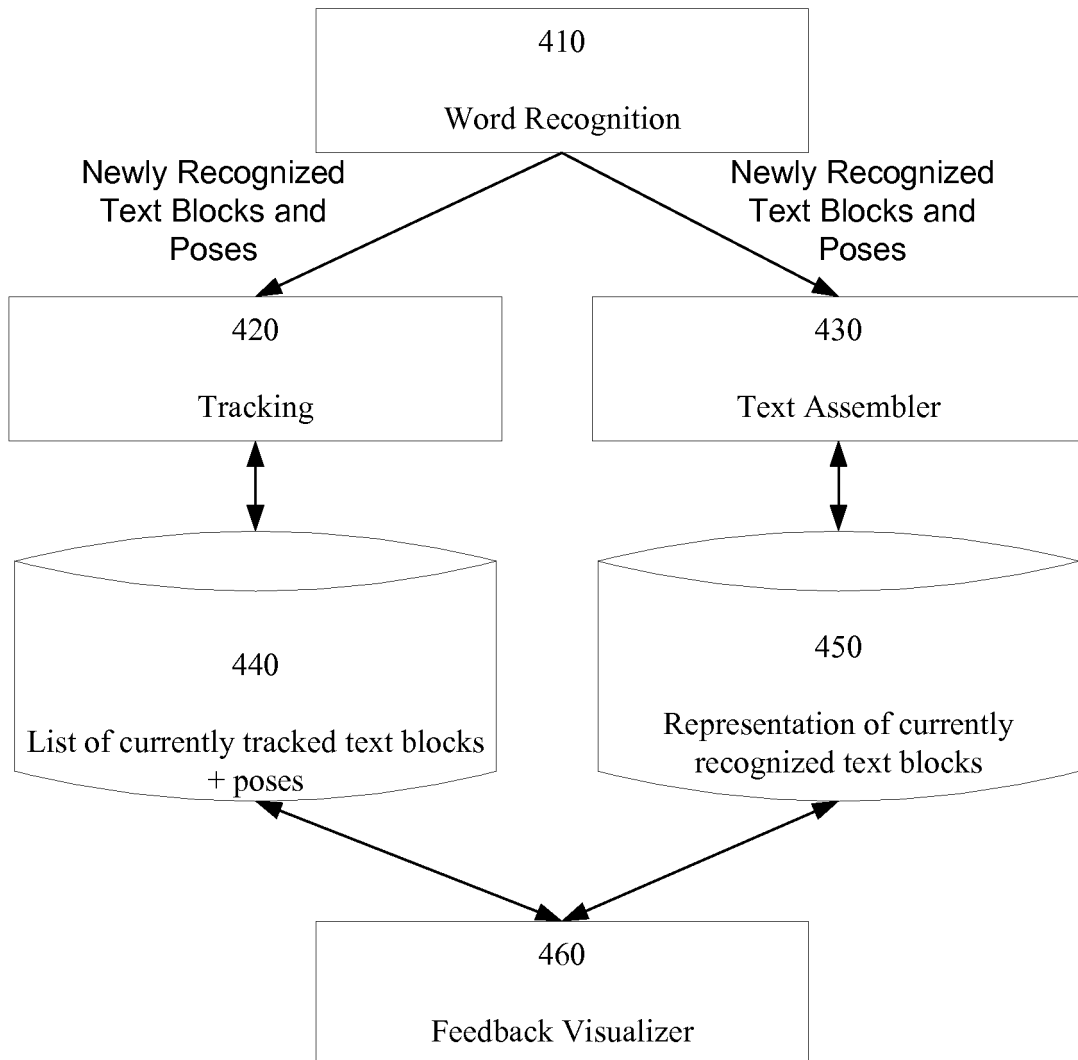 410
Word Recognition
Newly Recognized
Text Blocks and
Poses
Newly Recognized
Text Blocks and
Poses
420
Tracking
430
Text Assembler
440
List of currently tracked text blocks
+ poses
450
Representation of currently
recognized text blocks
460
Feedback Visualizer